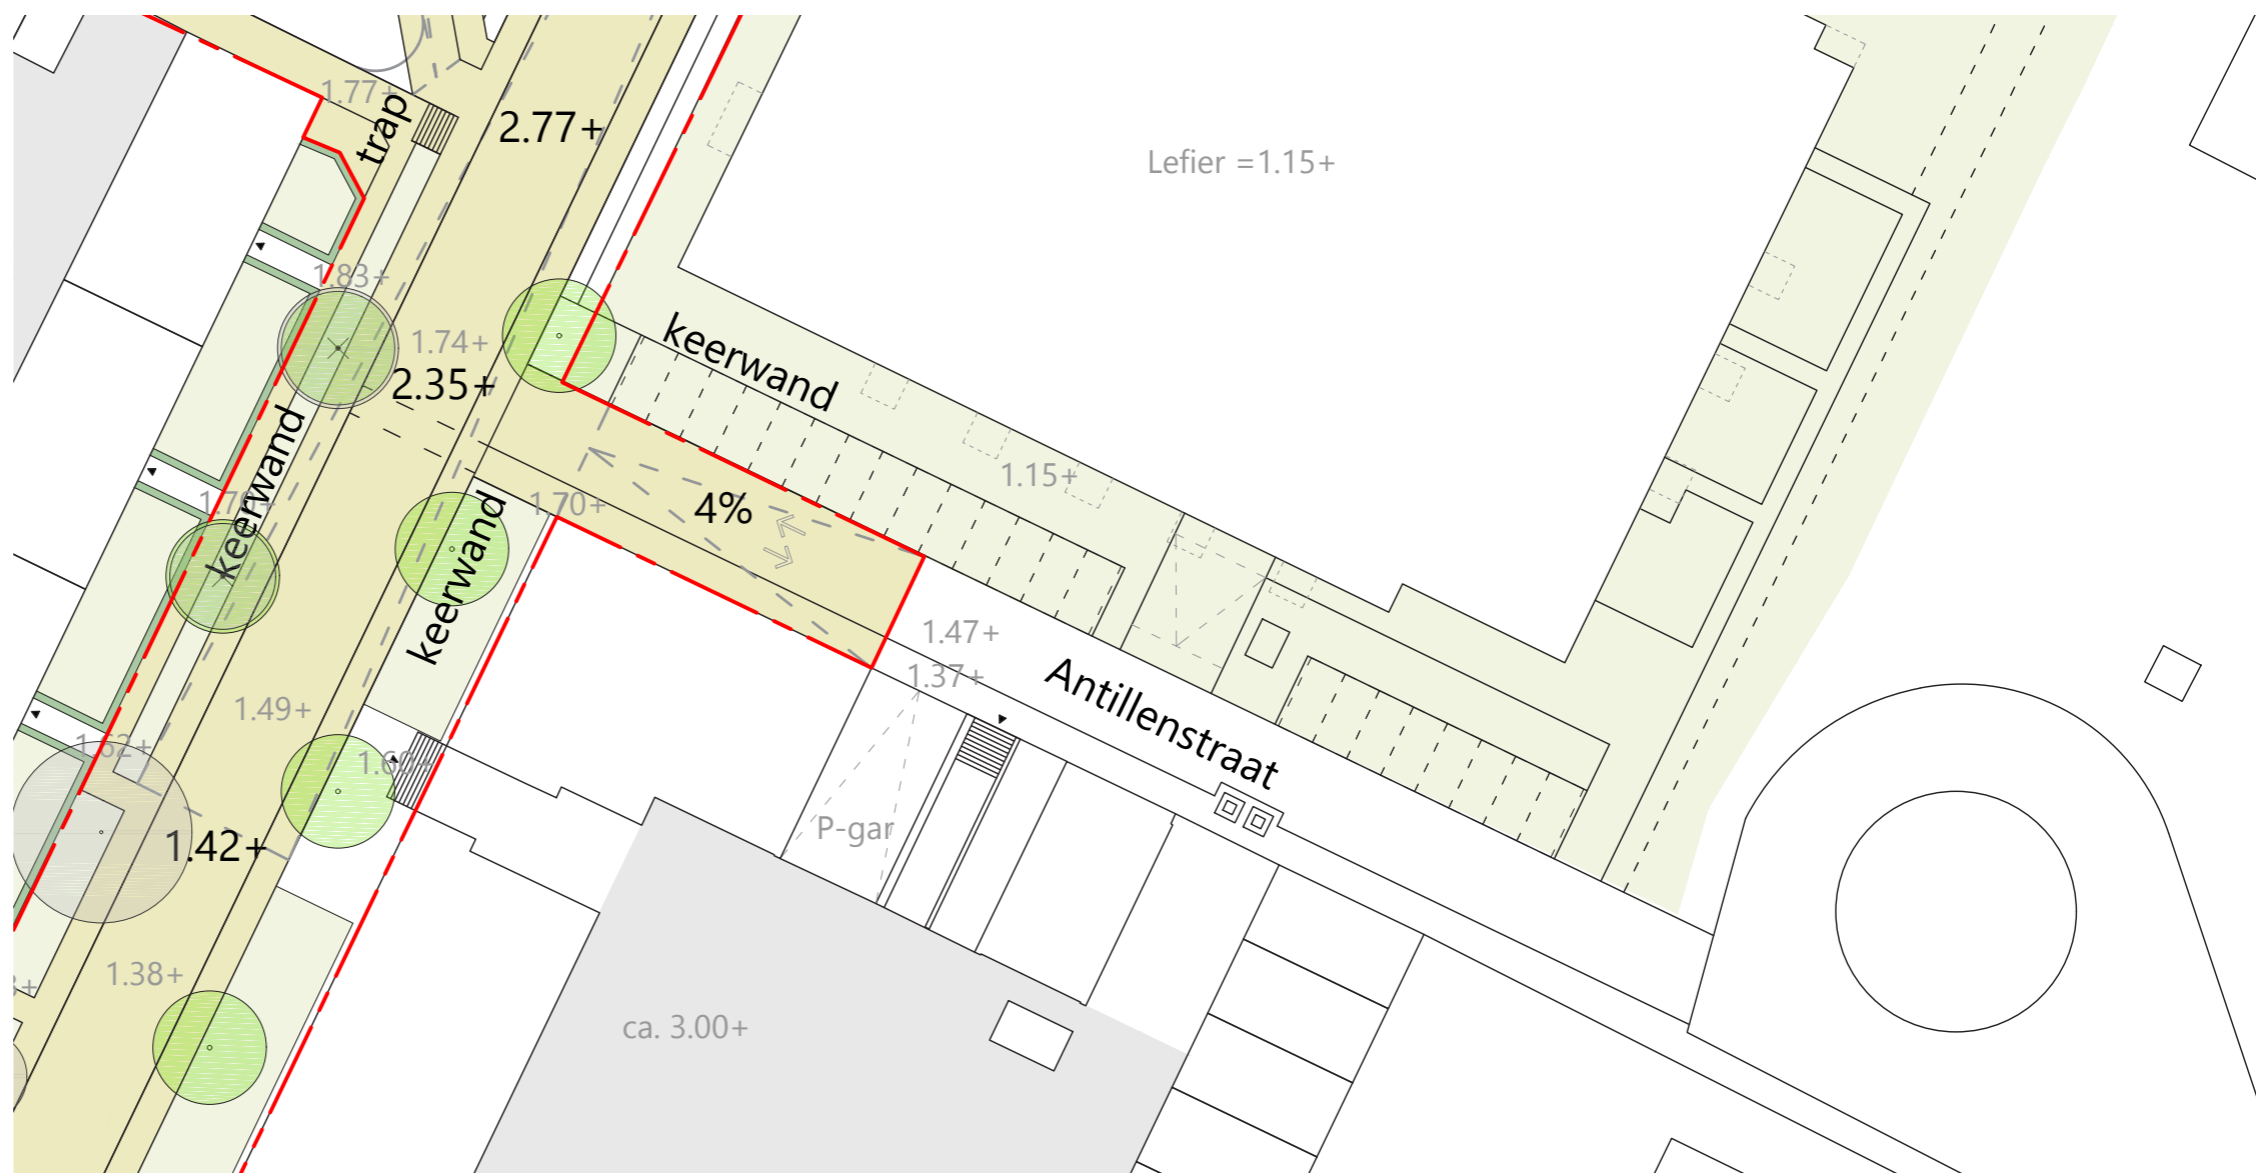 1.77+
trap
2.77+
Lefier =1.15+
1.83+
1.74+
2.35+
keerwand
keerwand
1.15+
1.70+
4%
keerwand
1.47+
1.37+
Antillenstraat
1.49+
1.62+
1.60+
P-gar
1.42+
1.38+
ca. 3.00+